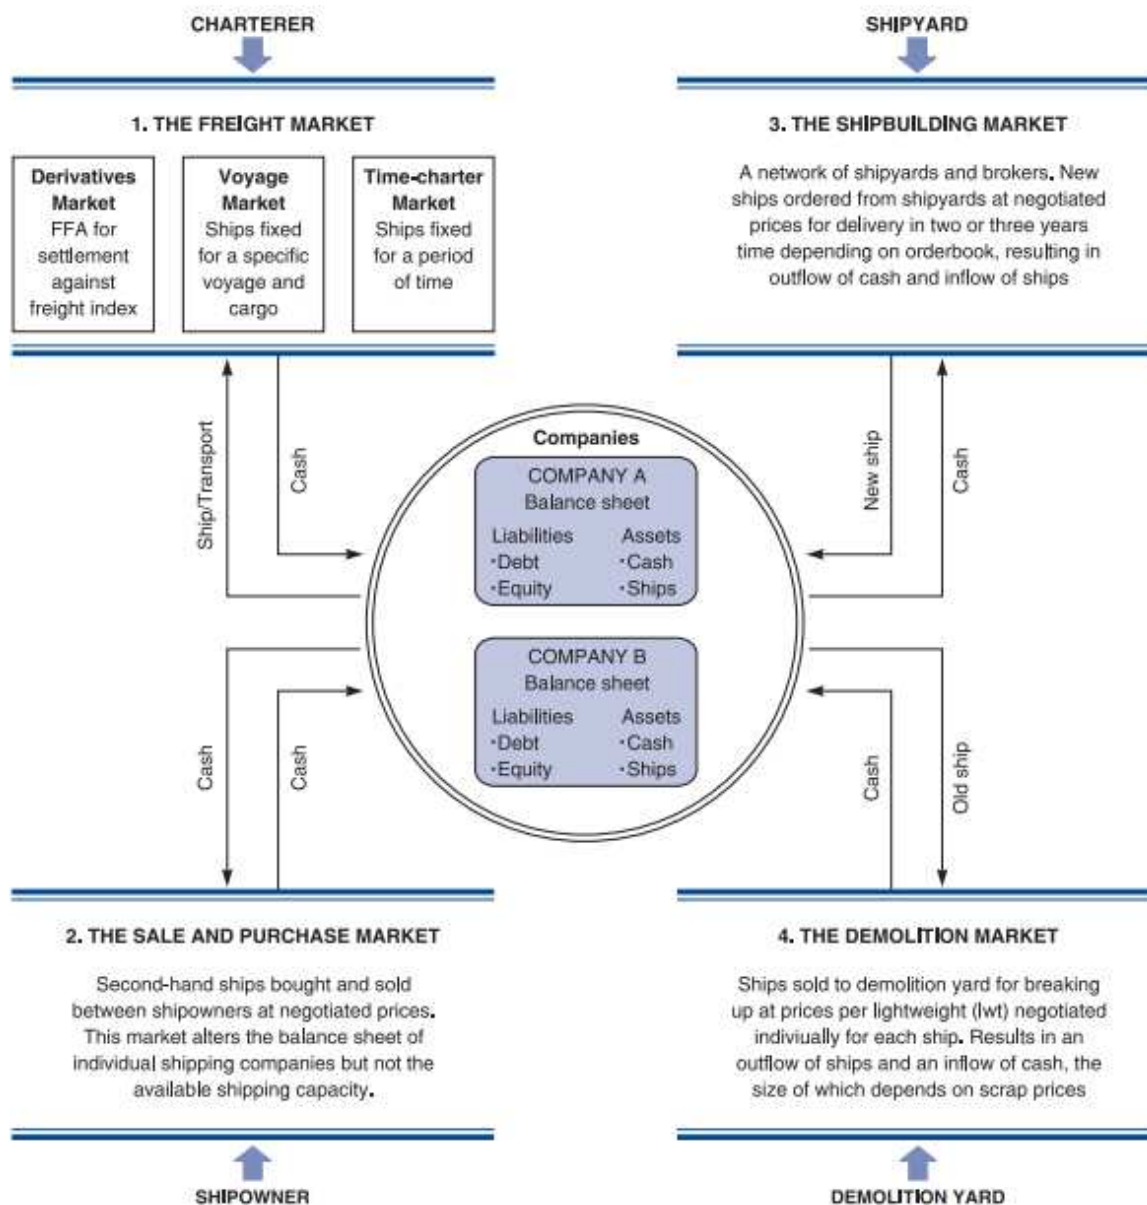 CHARTERER
SHIPYARD
1. THE FREIGHT MARKET
Derivatives
Market
FFA for
settlement
against
freight index
Voyage
Market
Ships fixed
for a specific
voyage and
cargo
Time-charter
Market
Ships fixed
for a period
of time
3. THE SHIPBUILDING MARKET
A network of shipyards and brokers. New
ships ordered from shipyards at negotiated
prices for delivery in two or three years
time depending on orderbook, resulting in
outflow of cash and inflow of ships
Ship/Transport
Cash
New ship
Cash
Companies
COMPANY A
Balance sheet
Liabilities Assets
·Debt ·Cash
·Equity ·Ships
COMPANY B
Balance sheet
Liabilities Assets
·Debt ·Cash
·Equity ·Ships
Cash
Cash
Cash
Old ship
2. THE SALE AND PURCHASE MARKET
Second-hand ships bought and sold
between shipowners at negotiated prices.
This market alters the balance sheet of
individual shipping companies but not the
available shipping capacity.
4. THE DEMOLITION MARKET
Ships sold to demolition yard for breaking
up at prices per lightweight (lwt) negotiated
indiviually for each ship. Results in an
outflow of ships and an inflow of cash, the
size of which depends on scrap prices
SHIPOWNER
DEMOLITION YARD